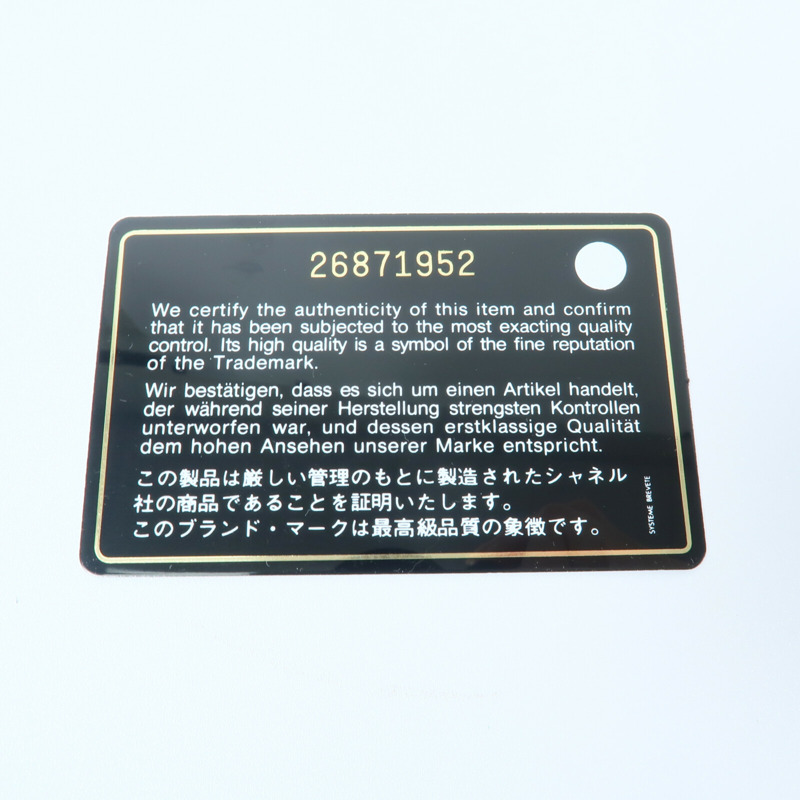 26871952
We certify the authenticity of this item and confirm
that it has been subjected to the most exacting quality
control. Its high quality is a symbol of the fine reputation
of the Trademark.
Wir bestätigen, dass es sich um einen Artikel handelt,
der während seiner Herstellung strengsten Kontrollen
unterworfen war, und dessen erstklassige Qualität
dem hohen Ansehen unserer Marke entspricht.
この製品は厳しい管理のもとに製造されたシャネル
社の商品であることを証明いたします。
このブランド・マークは最高級品質の象徴です。
SYSTEME BREVETE